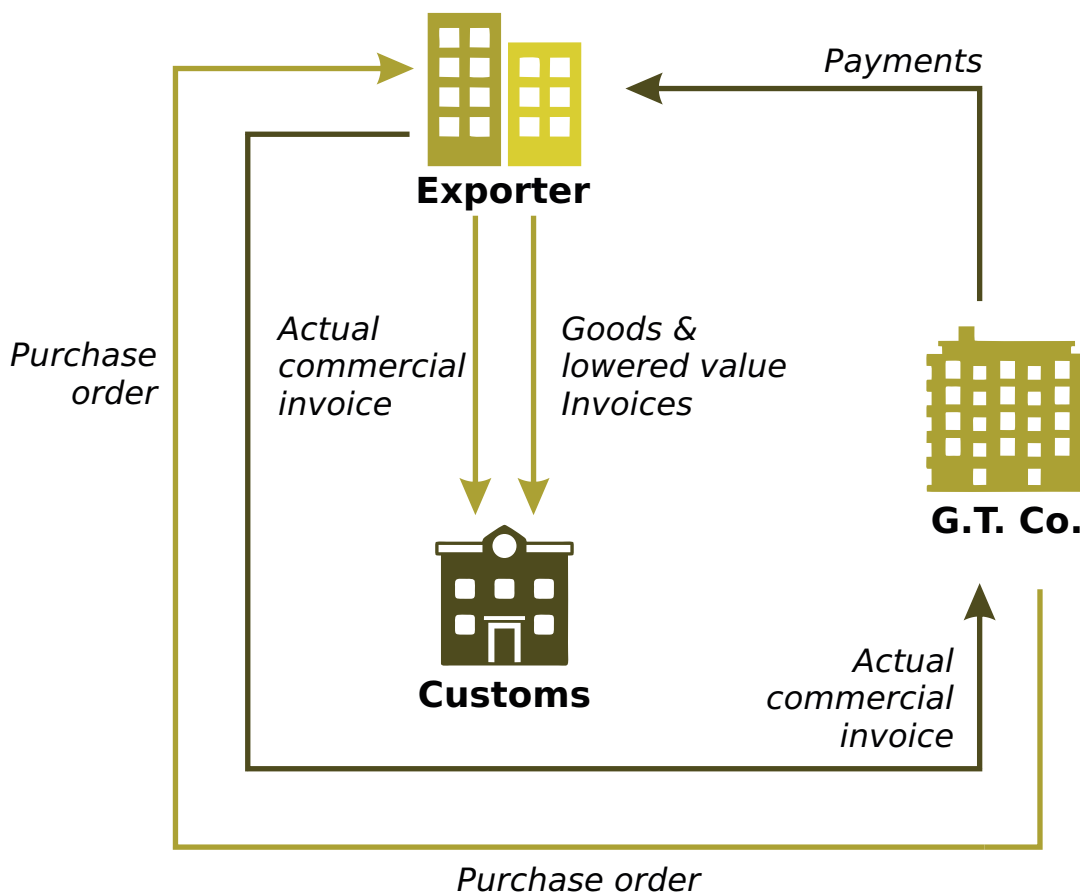 Payments
Exporter
Purchase
order
Actual
commercial
invoice
Goods &
lowered value
Invoices
G.T. Co.
Customs
Actual
commercial
invoice
Purchase order